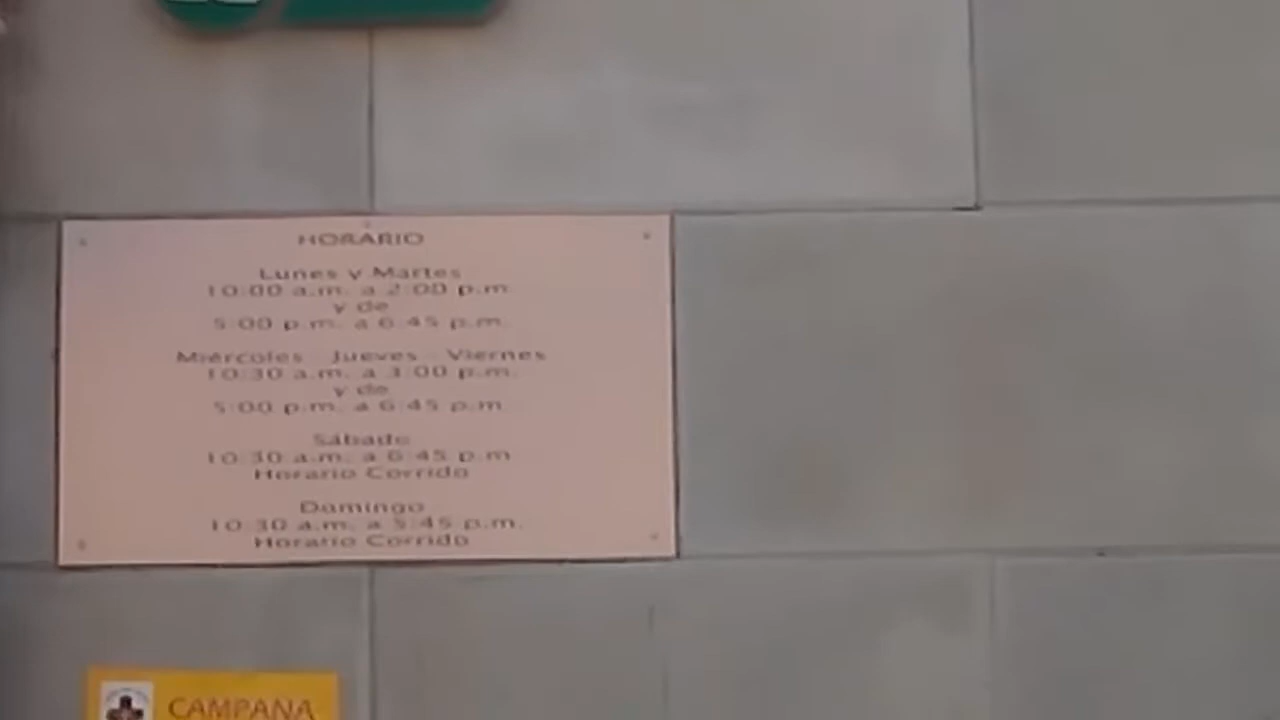 HORARIO
Lunes y Martes
10:00 a.m. a 2:00 p.m.
y de
5:00 p.m. a 6:45 p.m.
Miércoles - Jueves - Viernes
10:30 a.m. a 3:00 p.m.
y de
5:00 p.m. a 6:45 p.m.
Sábado
10:30 a.m. a 6:45 p.m.
Horario Corrido
Domingo
10:30 a.m. a 5:45 p.m.
Horario Corrido
CAMPANA